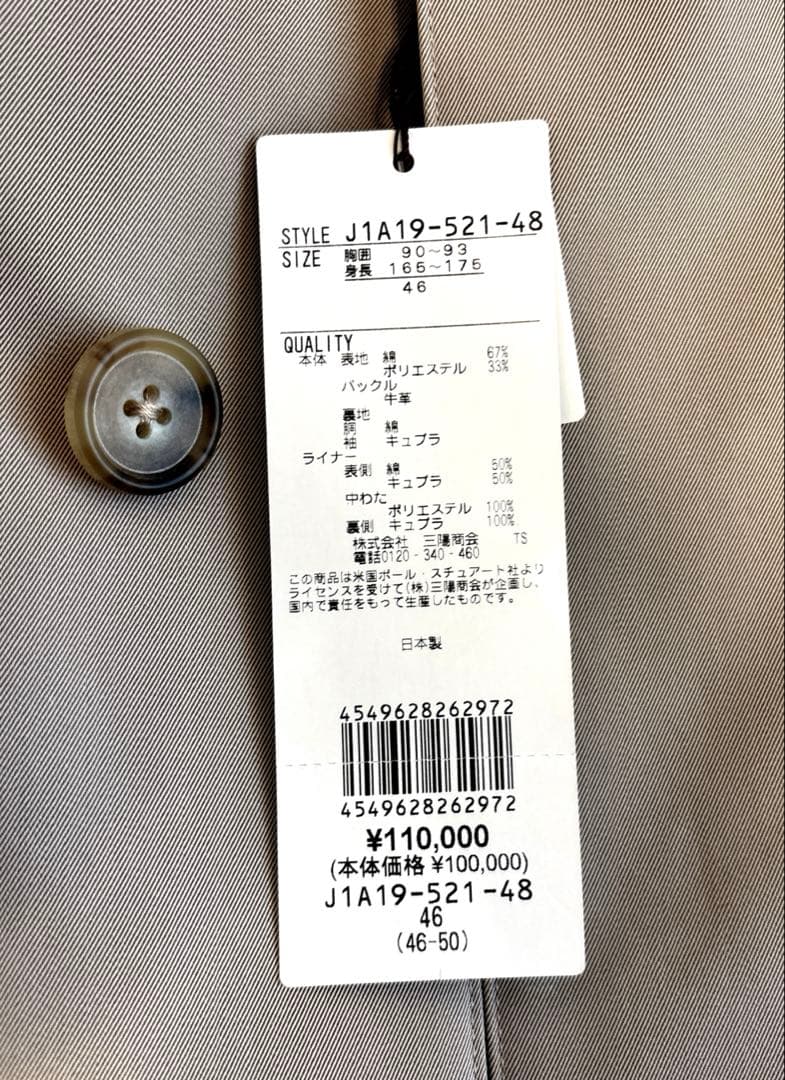 STYLE J1A19-521-48
SIZE 胸囲 90~93
身長 165~175
46
QUALITY
本体 表地 綿 67%
ポリエステル 33%
バックル
牛革
裏地
胴 綿
袖 キュプラ
ライナー
表側 綿 50%
キュプラ 50%
中わた
ポリエステル 100%
裏側 キュプラ 100%
株式会社 三陽商会 TS
電話0120-340-460
この商品は米国ポール・スチュアート社より
ライセンスを受けて(株)三陽商会が企画し、
国内で責任をもって生産したものです。
日本製
4549628262972
4549628262972
¥110,000
(本体価格 ¥100,000)
J1A19-521-48
46
(46-50)